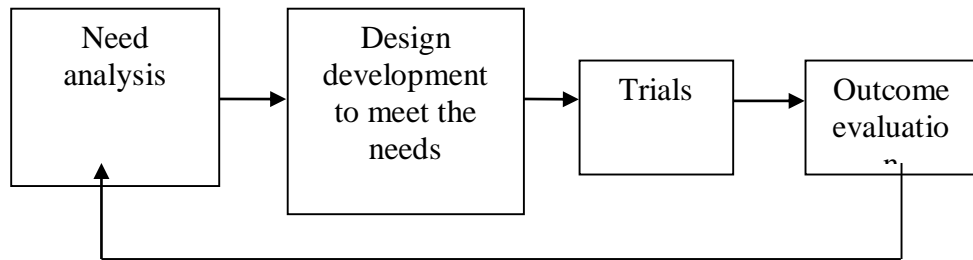 Need
analysis
Design
development
to meet the
needs
Trials
Outcome
evaluatio
n